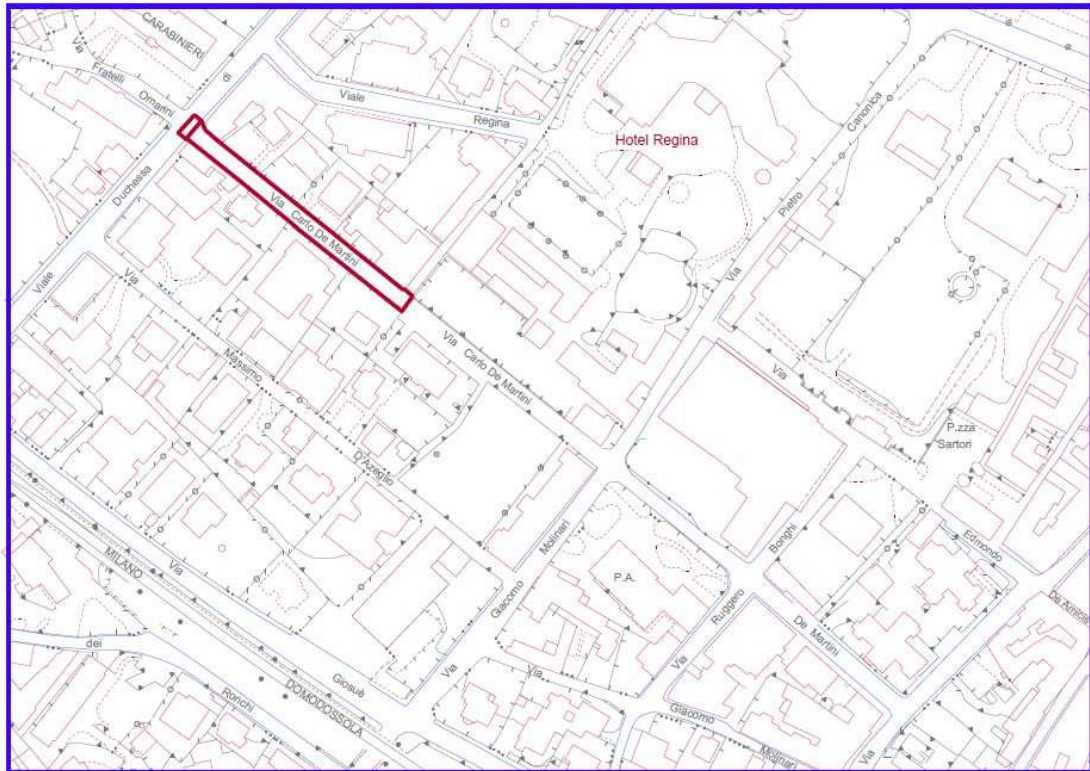 CARABINIERI
Via
Fratelli
Omarini
di
Viale
Regina
Hotel Regina
Canonica
Pietro
Via
Duchessa
Viale
Via Carlo De Martini
Via
Massimo
D'Azeglio
Via Carlo De Martini
Via
P.zza
Sartori
Edmondo
De Amicis
Bonghi
Ruggero
Via
Molinari
Giacomo
Via
P.A.
De Martini
Via
MILANO
DOMODOSSOLA
Via
Giosuè
dei
Ronchi
Via
Giacomo
Molinari
Via